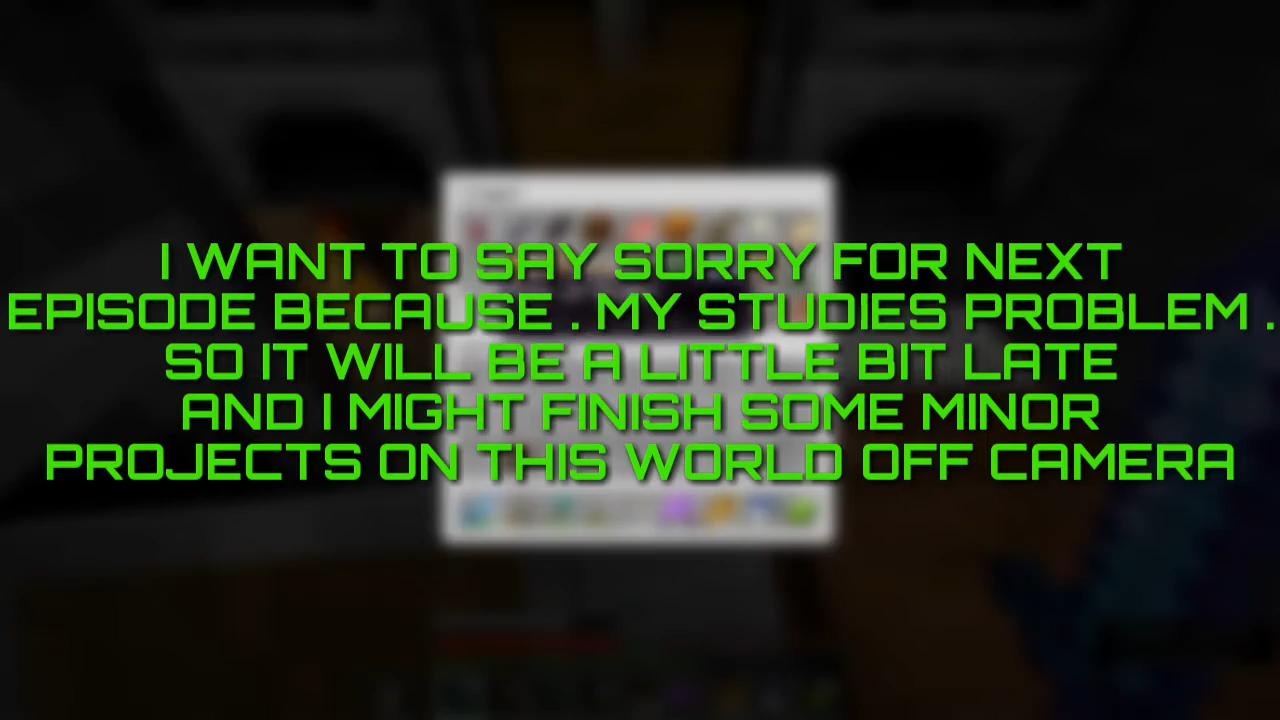 I WANT TO SAY SORRY FOR NEXT
EPISODE BECAUSE . MY STUDIES PROBLEM .
SO IT WILL BE A LITTLE BIT LATE
AND I MIGHT FINISH SOME MINOR
PROJECTS ON THIS WORLD OFF CAMERA